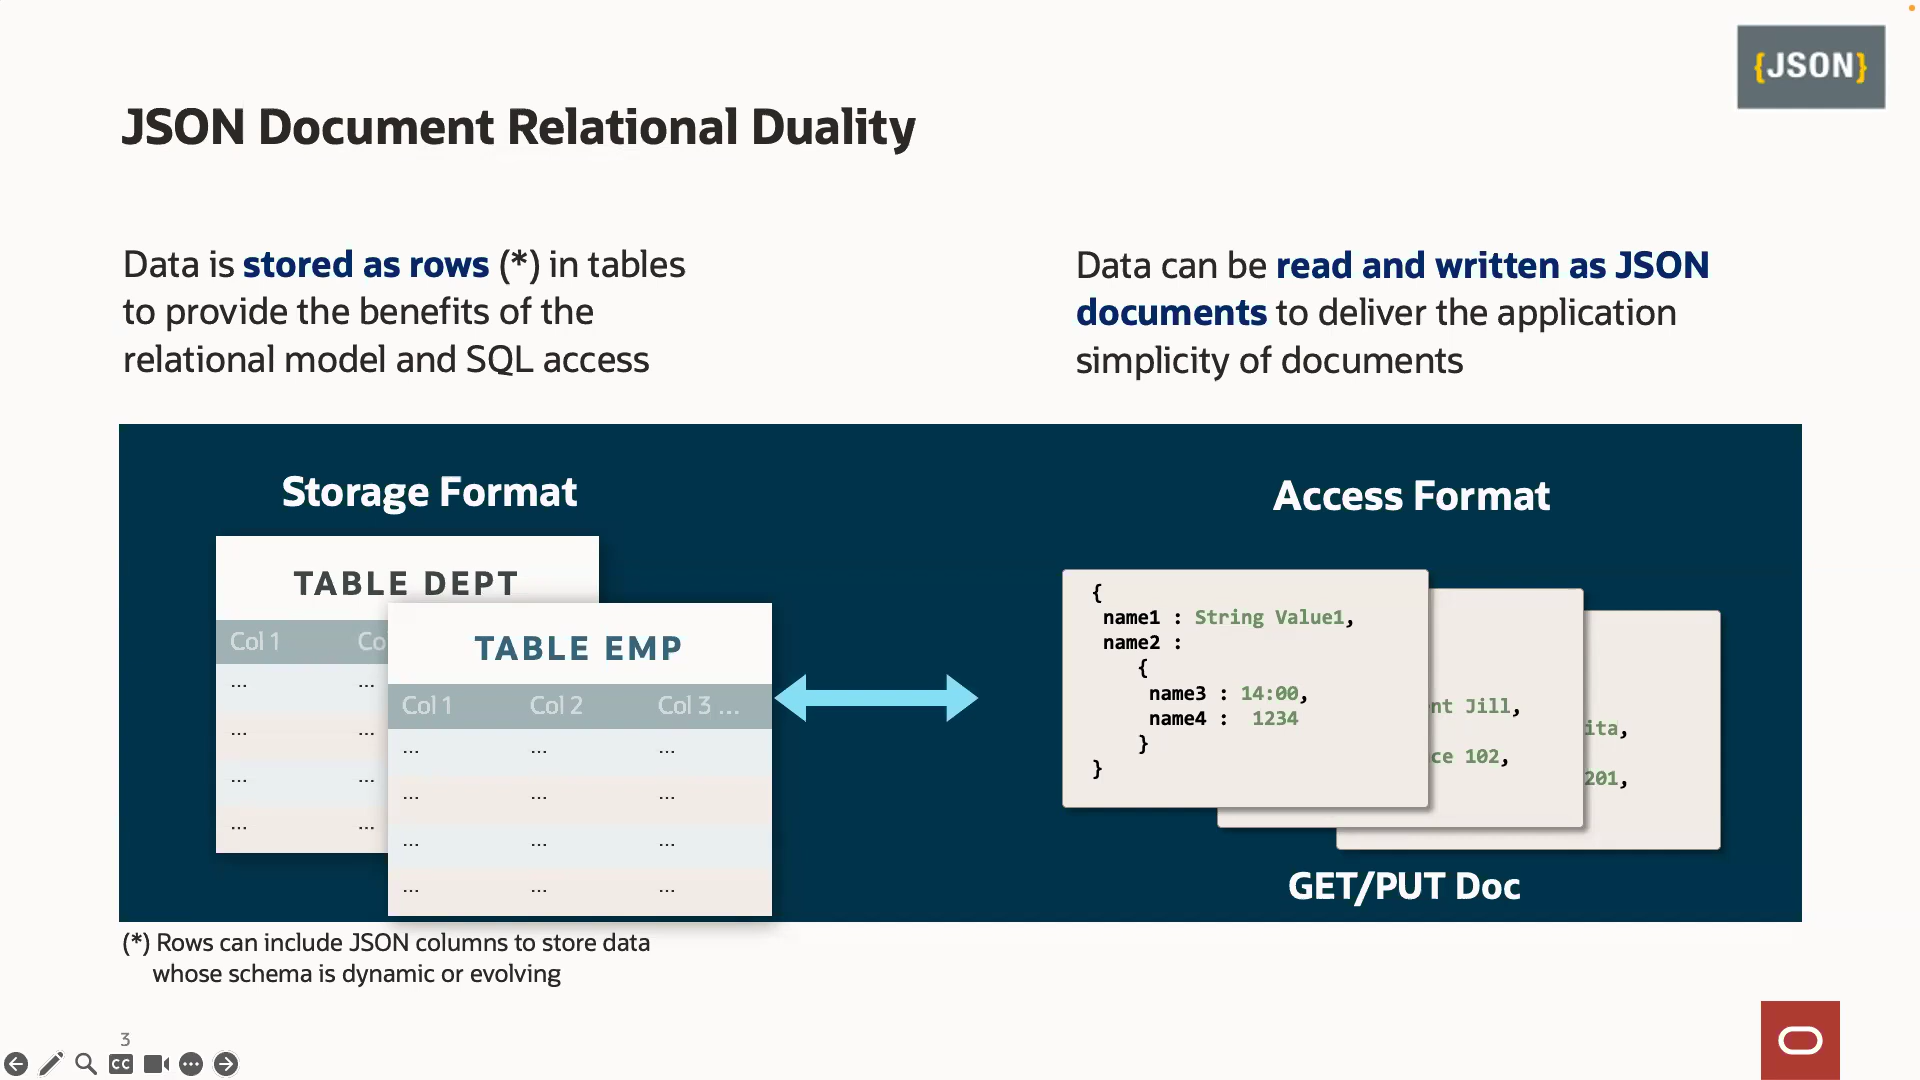 {JSON}
JSON Document Relational Duality
Data is stored as rows (*) in tables
to provide the benefits of the
relational model and SQL access
Data can be read and written as JSON
documents to deliver the application
simplicity of documents
Storage Format
TABLE DEPT
Col 1 Co
... ...
... ...
... ...
... ...
TABLE EMP
Col 1 Col 2 Col 3 ...
... ... ...
... ... ...
... ... ...
... ... ...
Access Format
{
name1 : String Value1,
name2 :
{
name3 : 14:00,
name4 : 1234
}
}
nt Jill,
ce 102,
ita,
201,
GET/PUT Doc
(*) Rows can include JSON columns to store data
whose schema is dynamic or evolving
3
CC